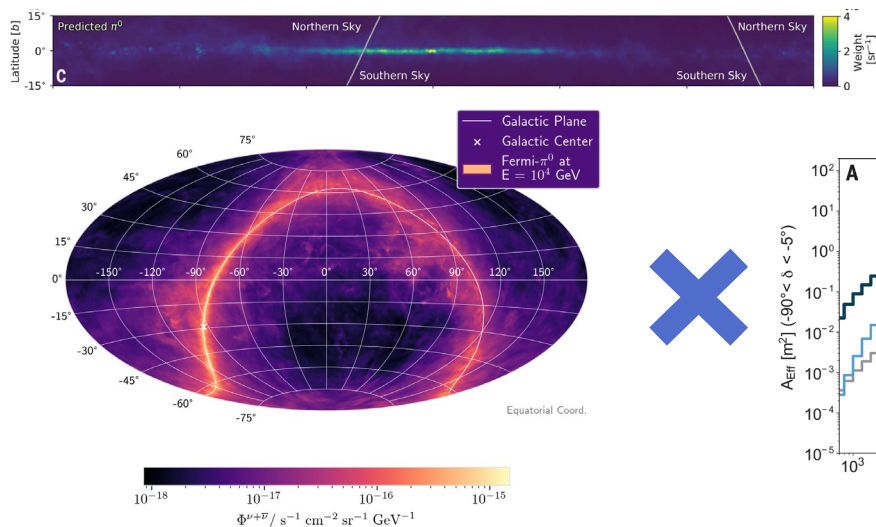 15°
0°
-15°
Latitude [b]
Predicted π⁰
C
Northern Sky
Southern Sky
Northern Sky
Southern Sky
4
2
0
Weight
[sr⁻¹]
Galactic Plane
× Galactic Center
Fermi-π⁰ at
E = 10⁴ GeV
75°
60°
45°
30°
15°
0°
-15°
-30°
-45°
-60°
-75°
-150° -120° -90° -60° -30° 0° 30° 60° 90° 120° 150°
Equatorial Coord.
10⁻¹⁸ 10⁻¹⁷ 10⁻¹⁶ 10⁻¹⁵
Φ^ν+ν̅/ s⁻¹ cm⁻² sr⁻¹ GeV⁻¹
A
A_Eff [m²] (-90°< δ < -5°)
10²
10¹
10⁰
10⁻¹
10⁻²
10⁻³
10⁻⁴
10⁻⁵
10³